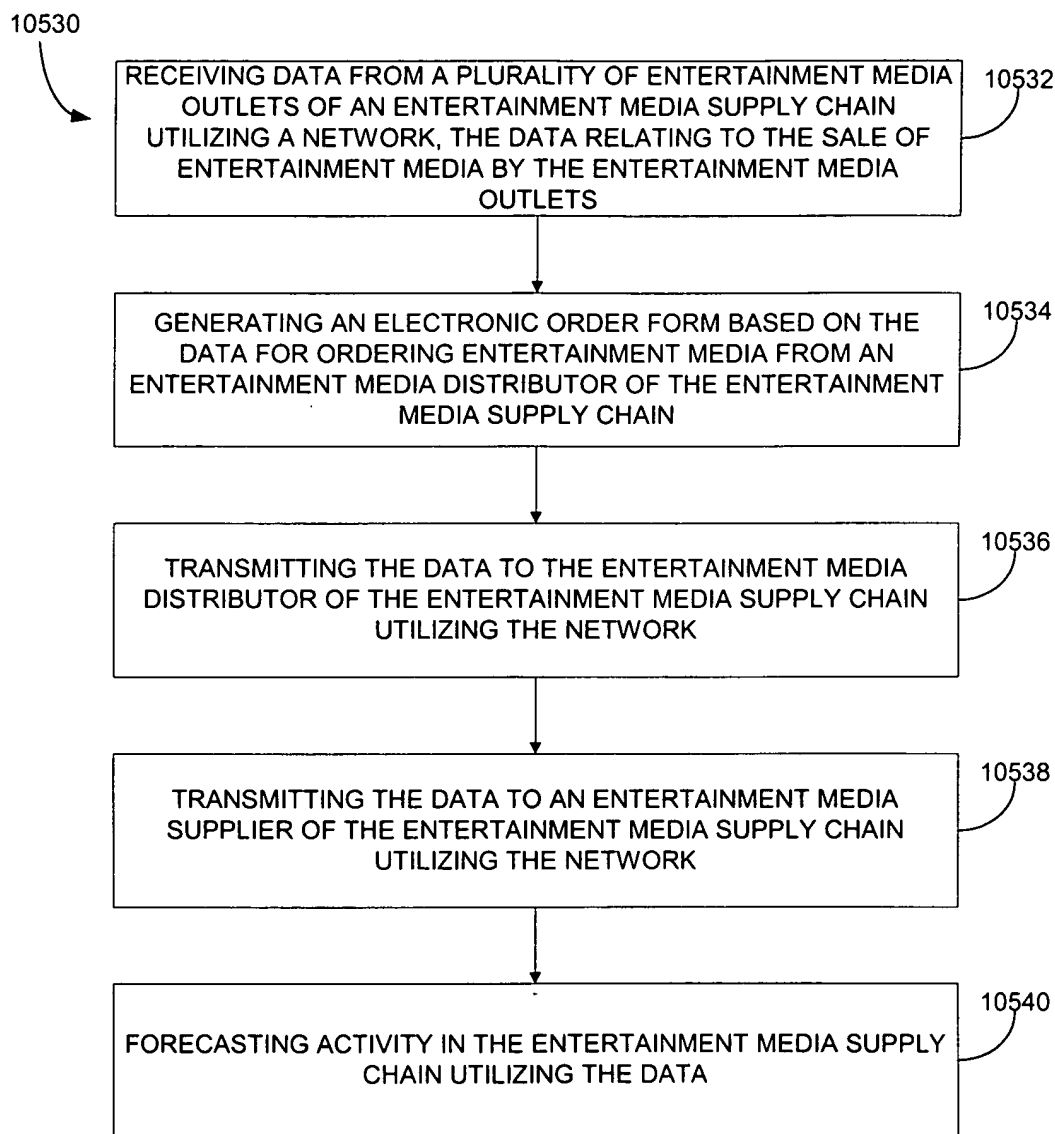 10530
RECEIVING DATA FROM A PLURALITY OF ENTERTAINMENT MEDIA
OUTLETS OF AN ENTERTAINMENT MEDIA SUPPLY CHAIN
UTILIZING A NETWORK, THE DATA RELATING TO THE SALE OF
ENTERTAINMENT MEDIA BY THE ENTERTAINMENT MEDIA
OUTLETS
10532
GENERATING AN ELECTRONIC ORDER FORM BASED ON THE
DATA FOR ORDERING ENTERTAINMENT MEDIA FROM AN
ENTERTAINMENT MEDIA DISTRIBUTOR OF THE ENTERTAINMENT
MEDIA SUPPLY CHAIN
10534
TRANSMITTING THE DATA TO THE ENTERTAINMENT MEDIA
DISTRIBUTOR OF THE ENTERTAINMENT MEDIA SUPPLY CHAIN
UTILIZING THE NETWORK
10536
TRANSMITTING THE DATA TO AN ENTERTAINMENT MEDIA
SUPPLIER OF THE ENTERTAINMENT MEDIA SUPPLY CHAIN
UTILIZING THE NETWORK
10538
FORECASTING ACTIVITY IN THE ENTERTAINMENT MEDIA SUPPLY
CHAIN UTILIZING THE DATA
10540